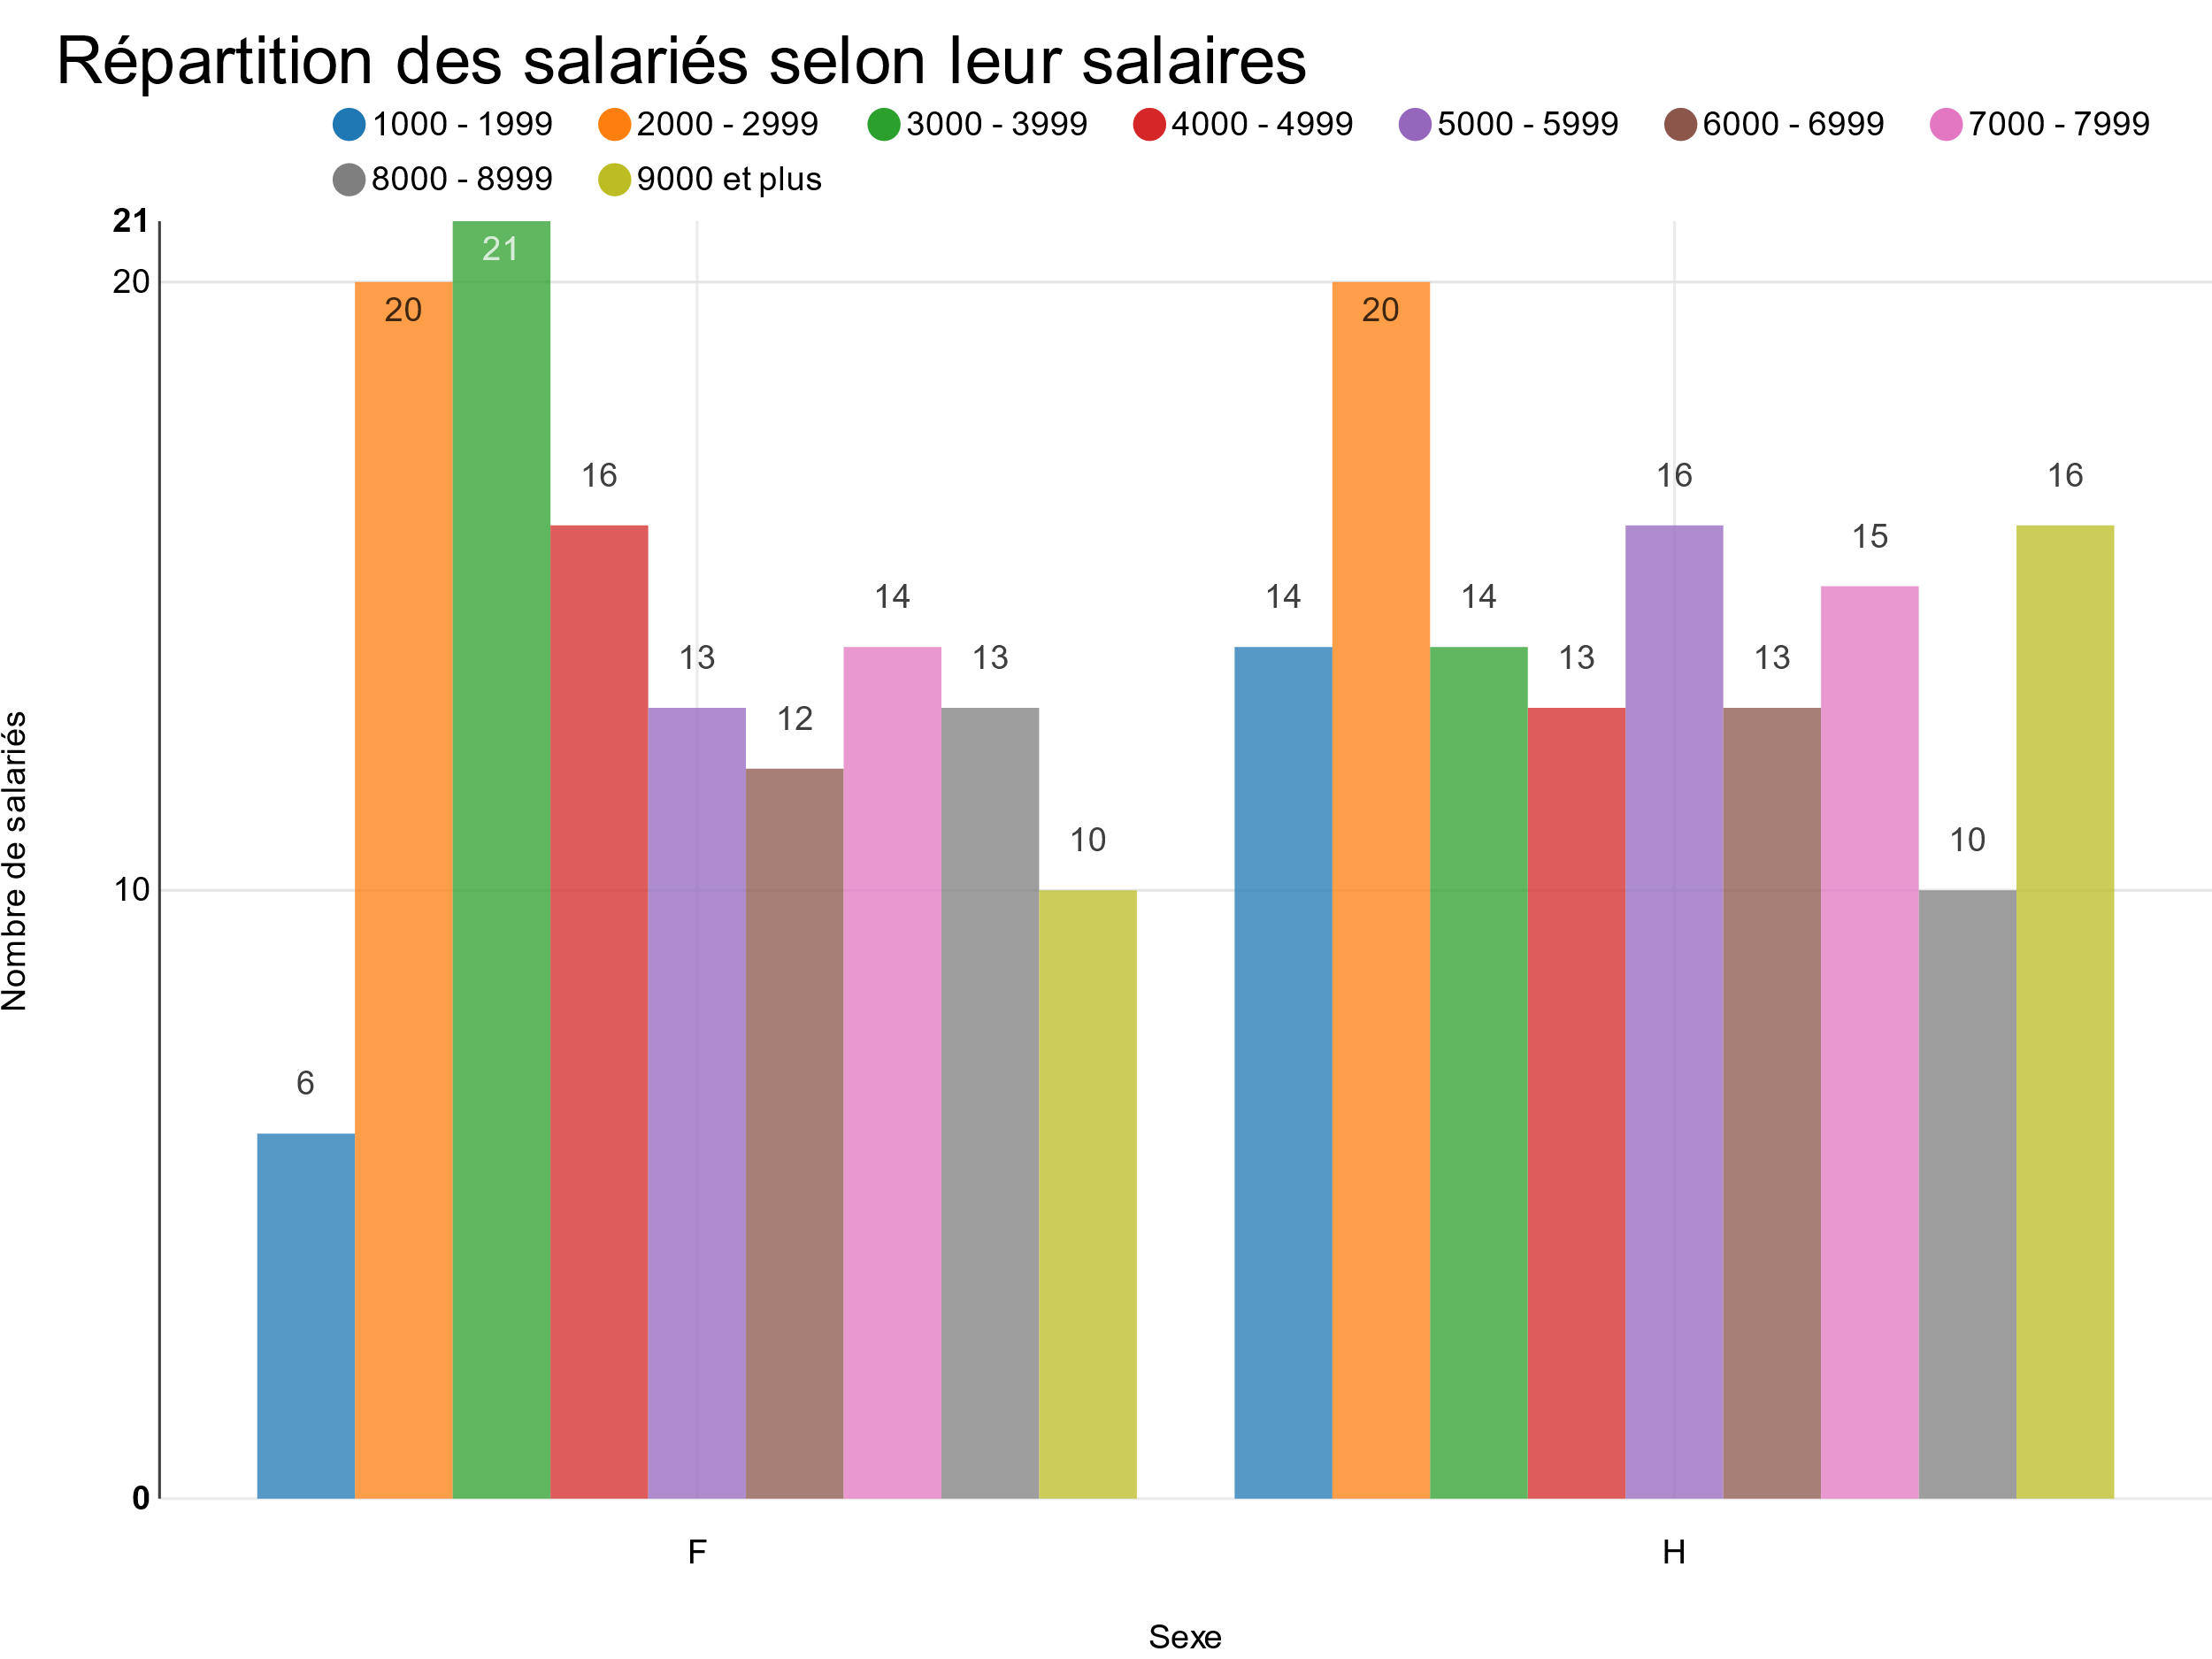 Répartition des salariés selon leur salaires
1000 - 1999 2000 - 2999 3000 - 3999 4000 - 4999 5000 - 5999 6000 - 6999 7000 - 7999
8000 - 8999 9000 et plus
21
20
10
0
Nombre de salariés
6 20 21 16 13 12 14 13 10
14 20 14 13 16 13 15 10 16
F H
Sexe